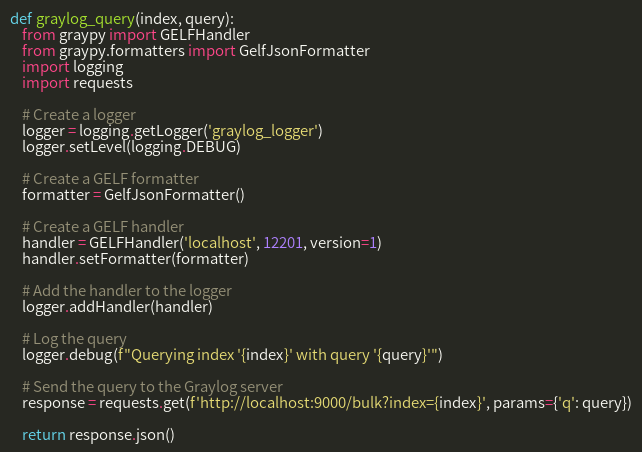 def graylog_query(index, query):
    from graypy import GELFHandler
    from graypy.formatters import GelfJsonFormatter
    import logging
    import requests

    # Create a logger
    logger = logging.getLogger('graylog_logger')
    logger.setLevel(logging.DEBUG)

    # Create a GELF formatter
    formatter = GelfJsonFormatter()

    # Create a GELF handler
    handler = GELFHandler('localhost', 12201, version=1)
    handler.setFormatter(formatter)

    # Add the handler to the logger
    logger.addHandler(handler)

    # Log the query
    logger.debug(f"Querying index '{index}' with query '{query}'")

    # Send the query to the Graylog server
    response = requests.get(f'http://localhost:9000/bulk?index={index}', params={'q': query})

    return response.json()